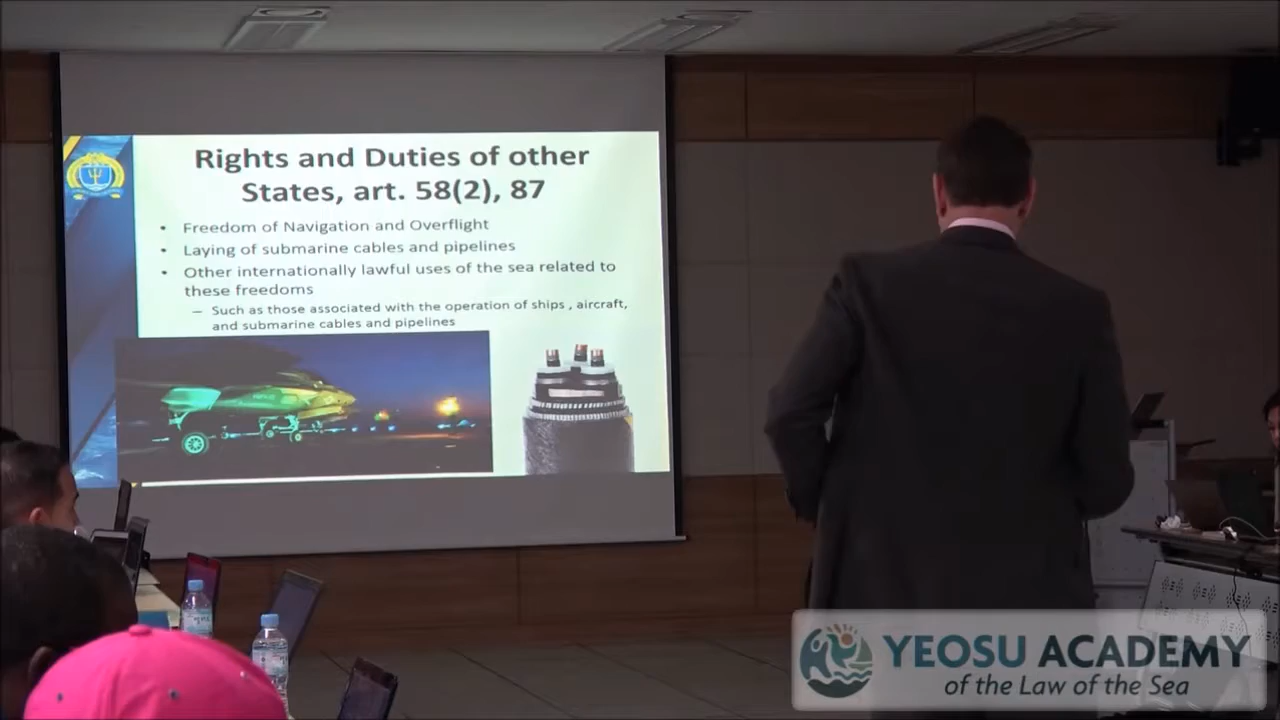 Rights and Duties of other
States, art. 58(2), 87
• Freedom of Navigation and Overflight
• Laying of submarine cables and pipelines
• Other internationally lawful uses of the sea related to
these freedoms
– Such as those associated with the operation of ships , aircraft,
and submarine cables and pipelines
YEOSU ACADEMY
of the Law of the Sea